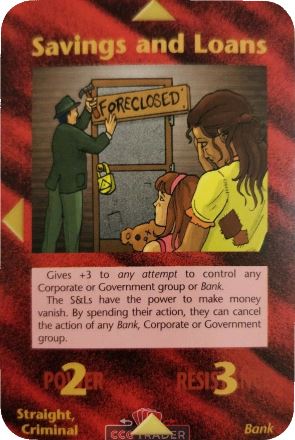 Savings and Loans
FORECLOSED
Gives +3 to any attempt to control any
Corporate or Government group or Bank.
The S&Ls have the power to make money
vanish. By spending their action, they can cancel
the action of any Bank, Corporate or Government
group.
POWER
2
RESISTANCE
3
Straight,
Criminal
Bank
CCG TRADER